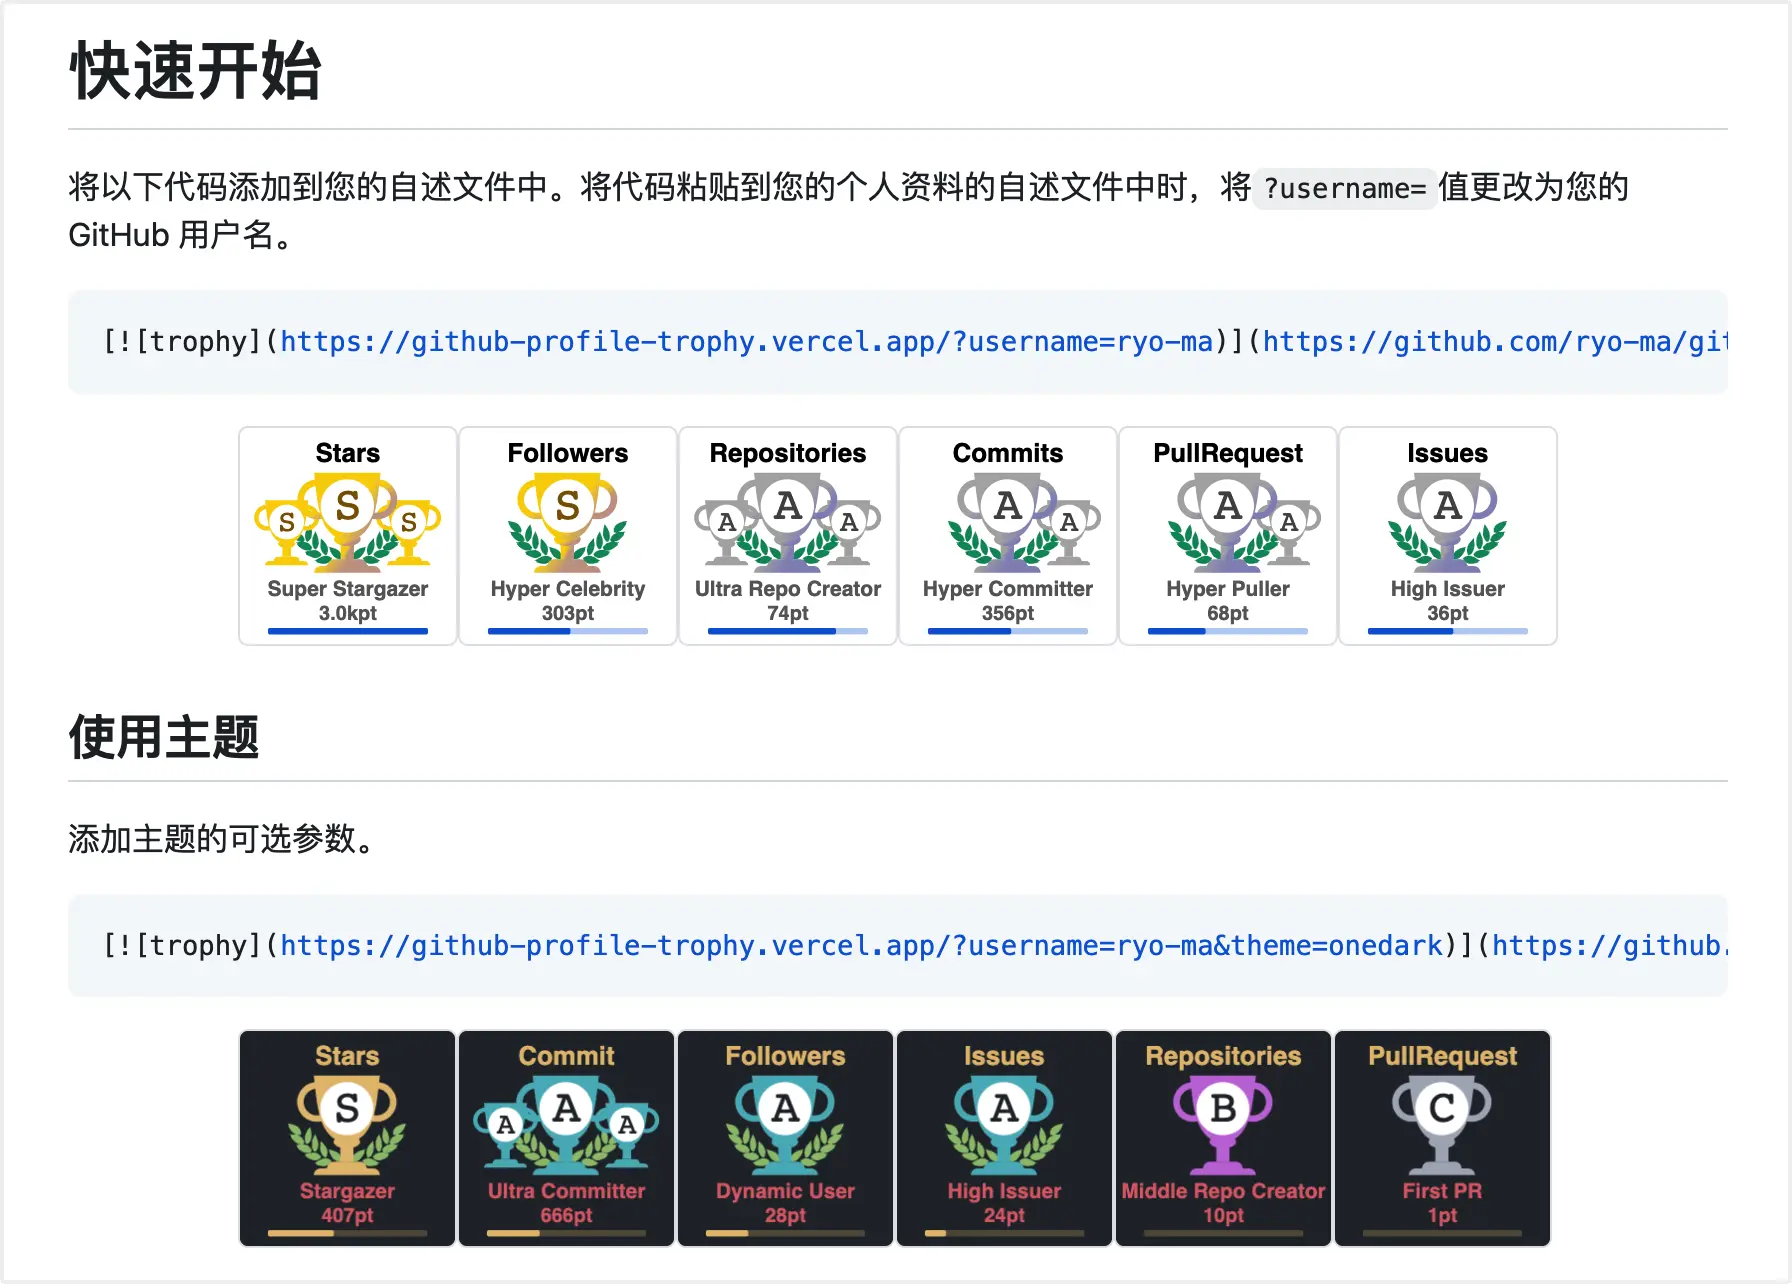 快速开始
将以下代码添加到您的自述文件中。将代码粘贴到您的个人资料的自述文件中时，将 ?username= 值更改为您的
GitHub 用户名。
[![trophy](https://github-profile-trophy.vercel.app/?username=ryo-ma)](https://github.com/ryo-ma/git
Stars Followers Repositories Commits PullRequest Issues
S S S S A A A A A A A A
Super Stargazer Hyper Celebrity Ultra Repo Creator Hyper Committer Hyper Puller High Issuer
3.0kpt 303pt 74pt 356pt 68pt 36pt
使用主题
添加主题的可选参数。
[![trophy](https://github-profile-trophy.vercel.app/?username=ryo-ma&theme=onedark)](https://github.
Stars Commit Followers Issues Repositories PullRequest
S A A A A A B C
Stargazer Ultra Committer Dynamic User High Issuer Middle Repo Creator First PR
407pt 666pt 28pt 24pt 10pt 1pt